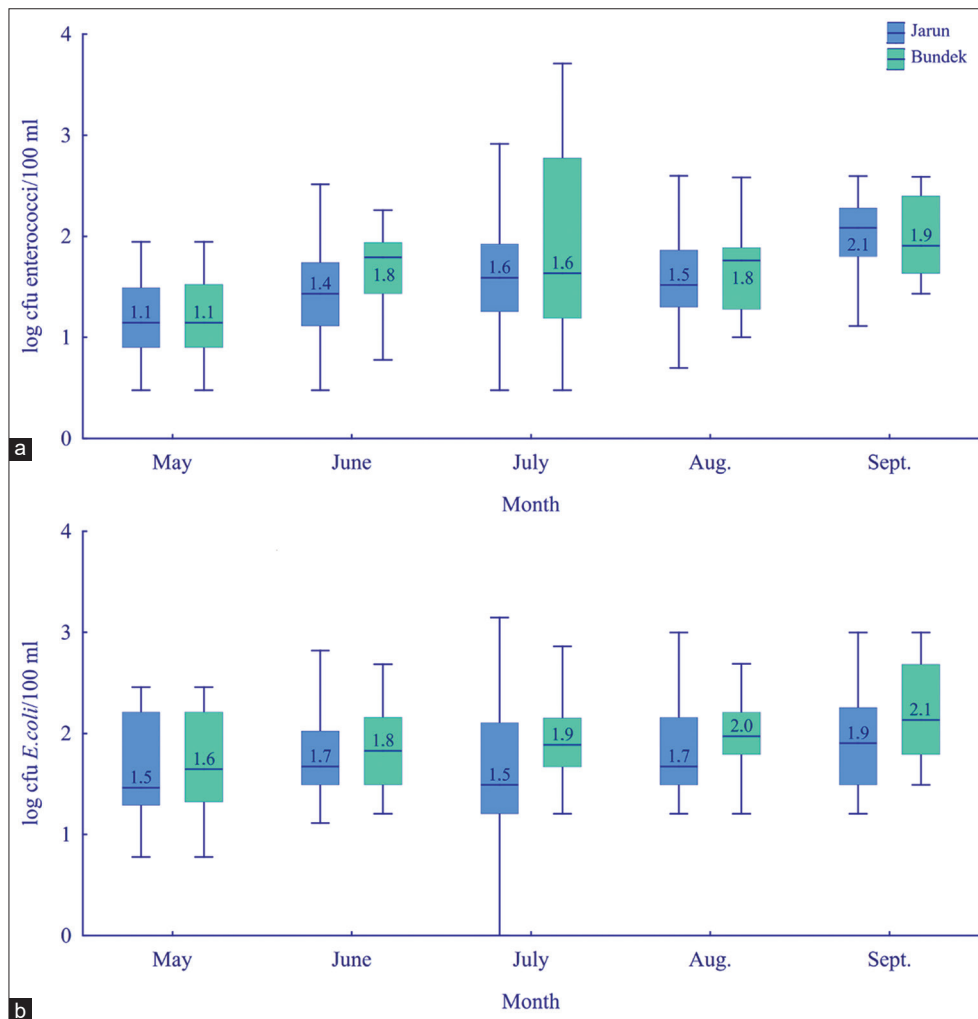 4
Jarun
Bundek
3
2
1
0
log cfu enterococci/100 ml
1.1
1.1
1.4
1.8
1.6
1.6
1.5
1.8
2.1
1.9
a
May
June
July
Aug.
Sept.
Month
4
3
2
1
0
log cfu E.coli/100 ml
1.5
1.6
1.7
1.8
1.5
1.9
1.7
2.0
1.9
2.1
May
June
July
Aug.
Sept.
Month
b